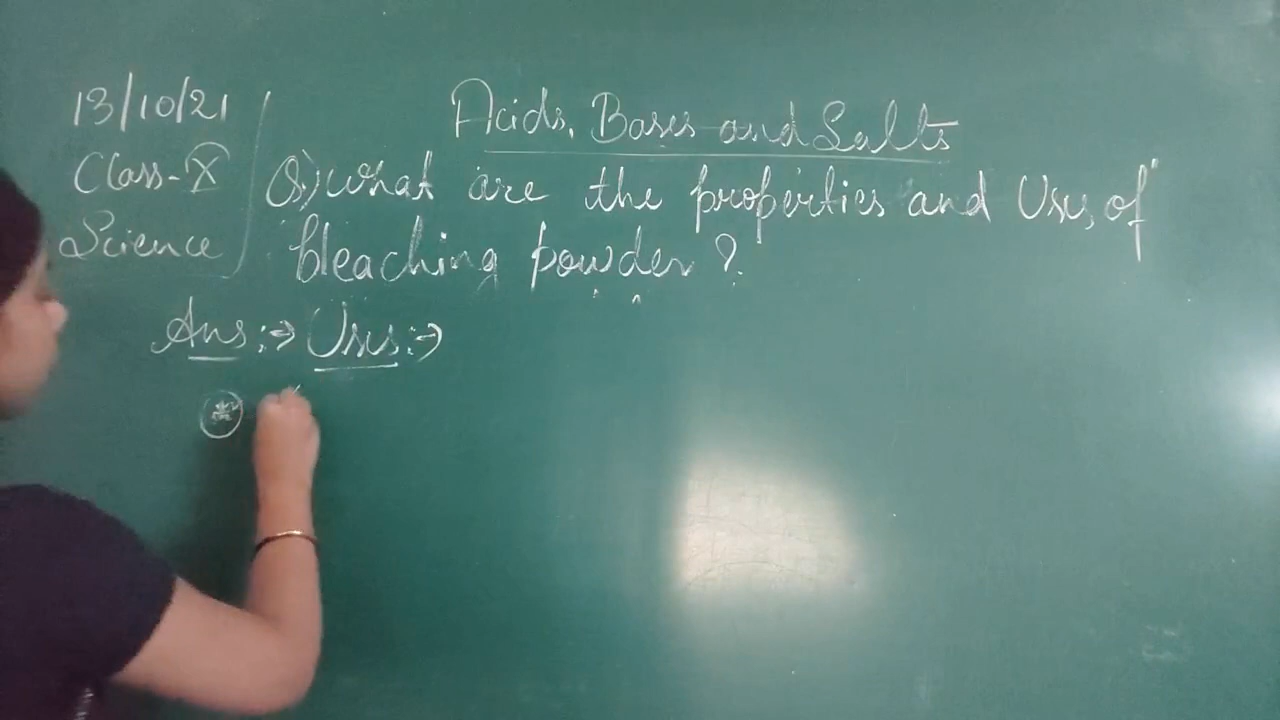 13/10/21
Class-X
Science
Acids, Bases and Salts
Q.) what are the properties and Uses of
bleaching powder ?
Ans :→ Uses :→
*